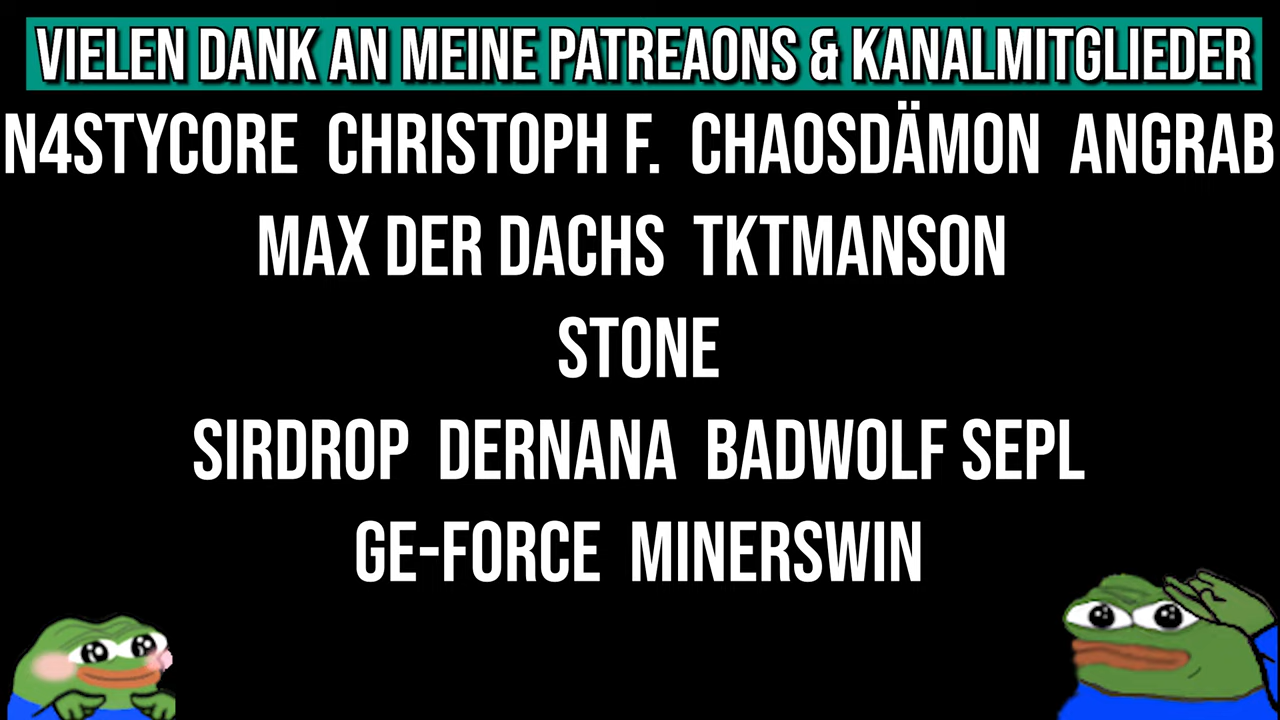 VIELEN DANK AN MEINE PATREAONS & KANALMITGLIEDER
N4STYCORE CHRISTOPH F. CHAOSDÄMON ANGRAB
MAX DER DACHS TKTMANSON
STONE
SIRDROP DERNANA BADWOLF SEPL
GE-FORCE MINERSWIN